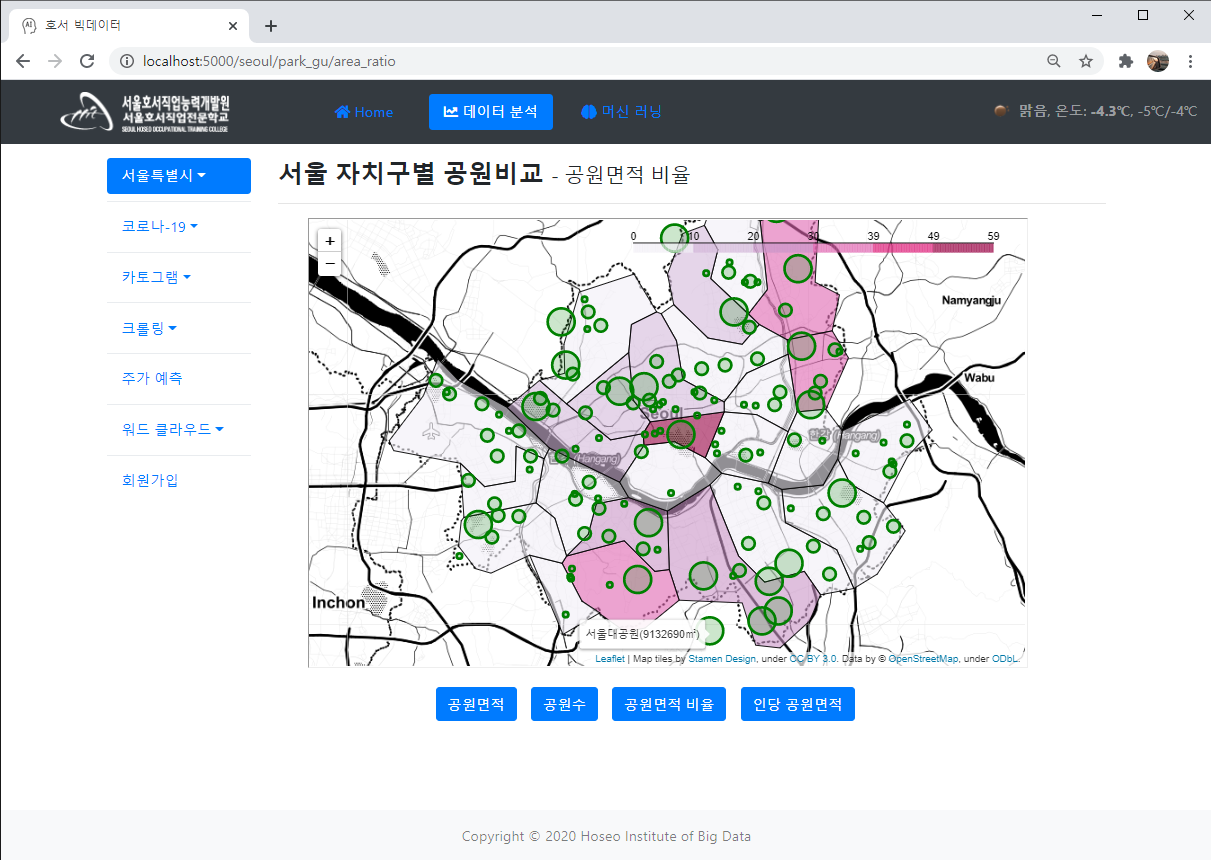 호서 빅데이터
localhost:5000/seoul/park_gu/area_ratio
서울호서직업능력개발원
서울호서직업전문학교
SEOUL HOSEO OCCUPATIONAL TRAINING COLLEGE
Home
데이터 분석
머신 러닝
맑음, 온도: -4.3℃, -5℃/-4℃
서울특별시
코로나-19
카토그램
크롤링
주가 예측
워드 클라우드
회원가입
서울 자치구별 공원비교 - 공원면적 비율
+
−
0 10 20 30 39 49 59
Namyangju
Wabu
Seoul
한강 (Hangang)
(Hangang)
Inchon
서울대공원(9132690㎡)
Leaflet | Map tiles by Stamen Design, under CC BY 3.0. Data by © OpenStreetMap, under ODbL.
공원면적
공원수
공원면적 비율
인당 공원면적
Copyright © 2020 Hoseo Institute of Big Data